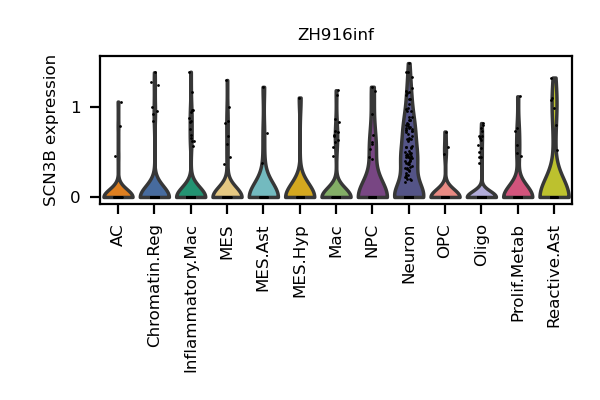 ZH916inf
SCN3B expression
1
0
AC
Chromatin.Reg
Inflammatory.Mac
MES
MES.Ast
MES.Hyp
Mac
NPC
Neuron
OPC
Oligo
Prolif.Metab
Reactive.Ast